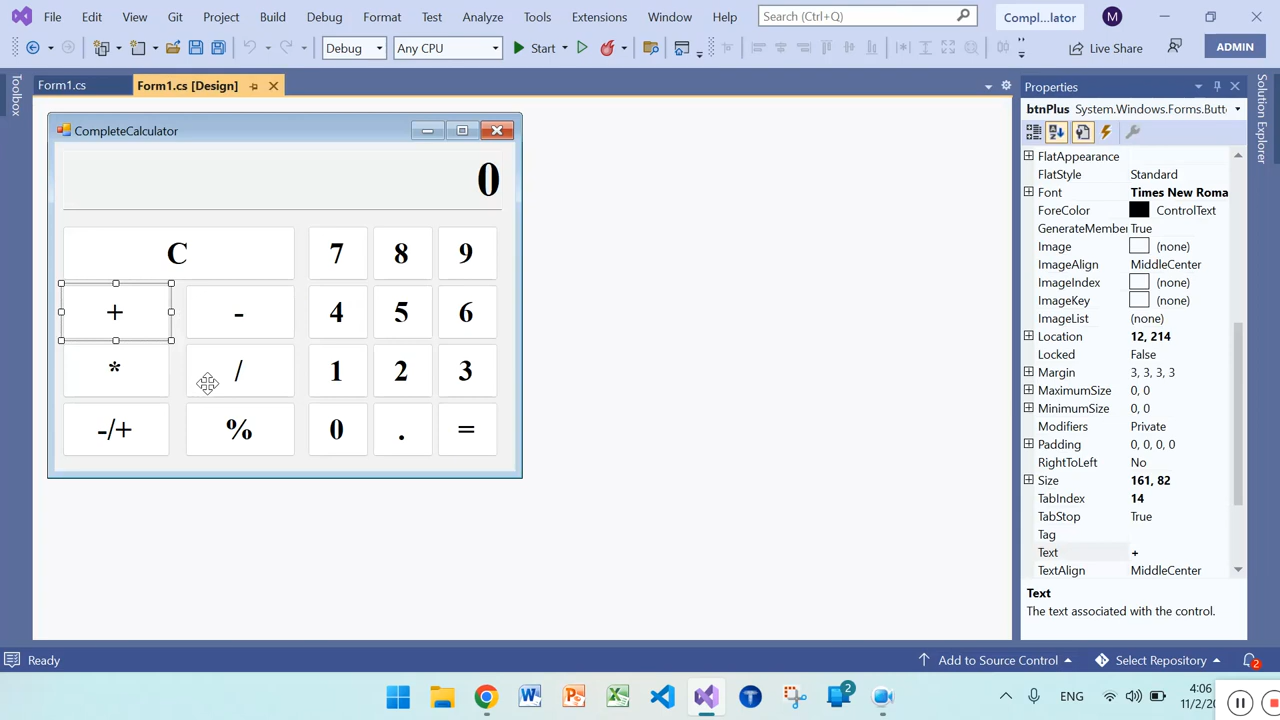 File Edit View Git Project Build Debug Format Test Analyze Tools Extensions Window Help Search (Ctrl+Q) Compl...lator M
Debug Any CPU Start Live Share ADMIN
Toolbox
Form1.cs Form1.cs [Design]
CompleteCalculator
0
C 7 8 9
+ - 4 5 6
* / 1 2 3
-/+ % 0 . =
Properties
btnPlus System.Windows.Forms.Butt
FlatAppearance
FlatStyle Standard
Font Times New Roma
ForeColor ControlText
GenerateMember True
Image (none)
ImageAlign MiddleCenter
ImageIndex (none)
ImageKey (none)
ImageList (none)
Location 12, 214
Locked False
Margin 3, 3, 3, 3
MaximumSize 0, 0
MinimumSize 0, 0
Modifiers Private
Padding 0, 0, 0, 0
RightToLeft No
Size 161, 82
TabIndex 14
TabStop True
Tag
Text +
TextAlign MiddleCenter
Text
The text associated with the control.
Solution Explorer
Ready Add to Source Control Select Repository 2
2 ENG 4:06
11/2/20